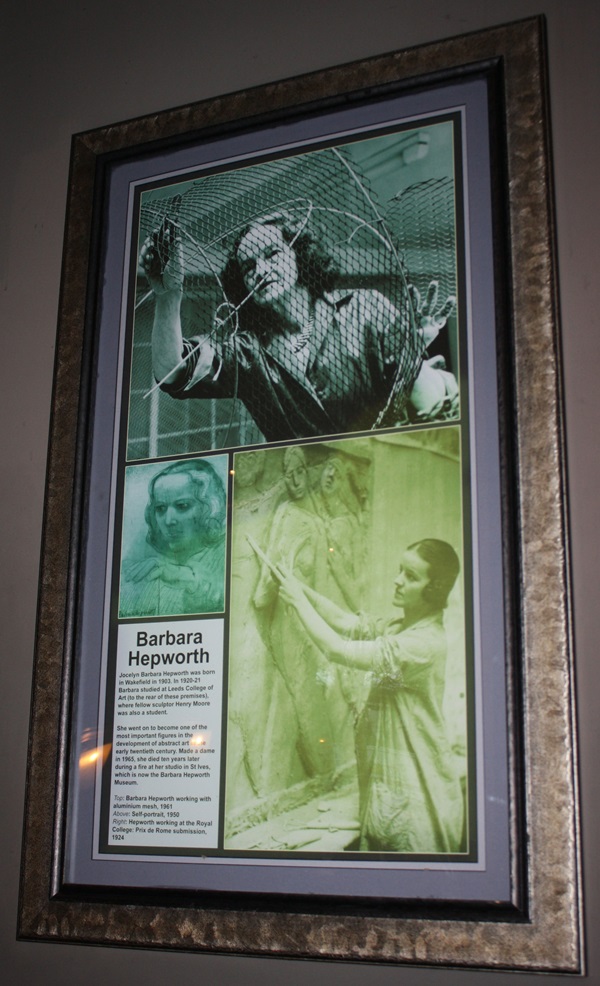 Barbara
Hepworth
Jocelyn Barbara Hepworth was born
in Wakefield in 1903. In 1920-21
Barbara studied at Leeds College of
Art (to the rear of these premises),
where fellow sculptor Henry Moore
was also a student.
She went on to become one of the
most important figures in the
development of abstract art
early twentieth century. Made a dame
in 1965, she died ten years later
during a fire at her studio in St Ives,
which is now the Barbara Hepworth
Museum.
Top: Barbara Hepworth working with
aluminium mesh, 1961
Above: Self-portrait, 1950
Right: Hepworth working at the Royal
College: Prix de Rome submission,
1924